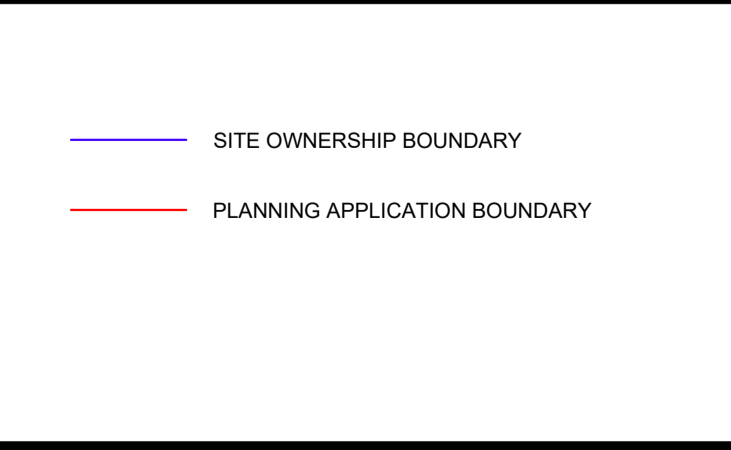 SITE OWNERSHIP BOUNDARY
PLANNING APPLICATION BOUNDARY